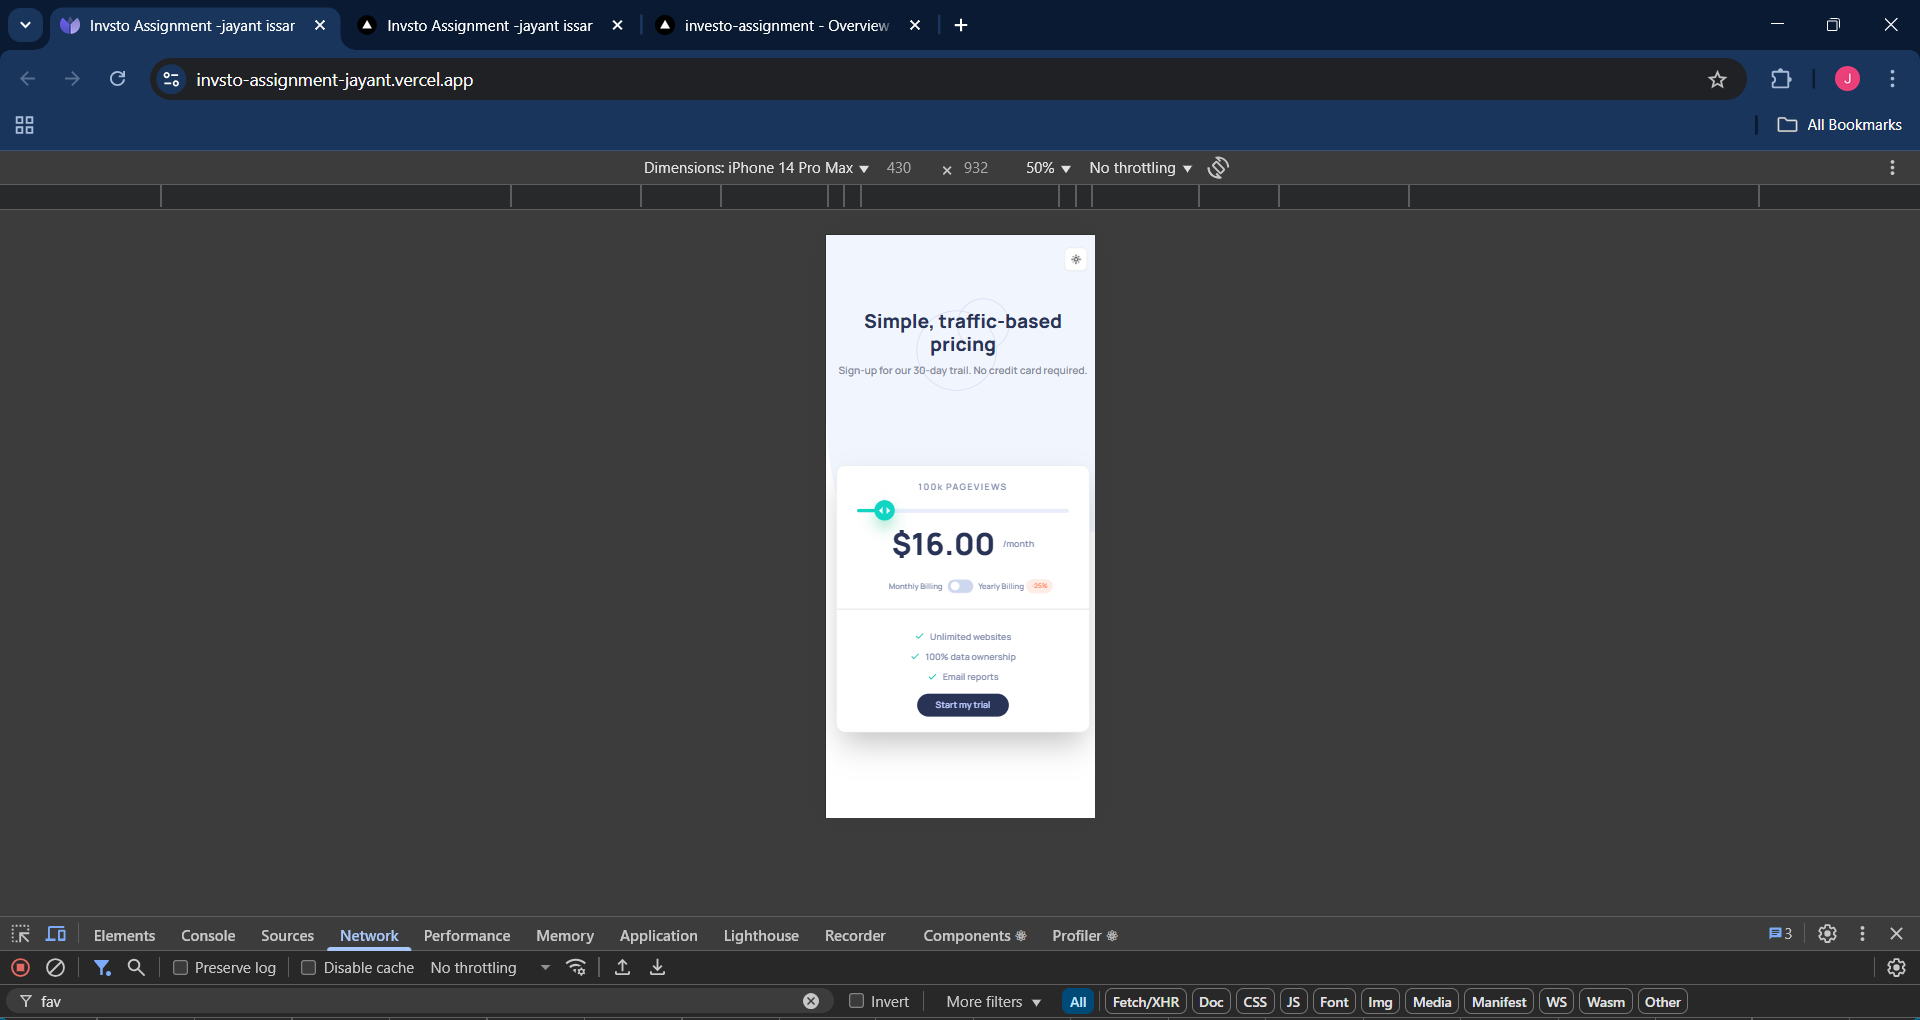 Invsto Assignment -jayant issar
Invsto Assignment -jayant issar
investo-assignment - Overview
invsto-assignment-jayant.vercel.app
J
All Bookmarks
Dimensions: iPhone 14 Pro Max 430 × 932 50% No throttling
Simple, traffic-based
pricing
Sign-up for our 30-day trail. No credit card required.
100k PAGEVIEWS
$16.00 /month
Monthly Billing Yearly Billing -25%
Unlimited websites
100% data ownership
Email reports
Start my trial
Elements Console Sources Network Performance Memory Application Lighthouse Recorder Components Profiler 3
Preserve log Disable cache No throttling
fav Invert More filters All Fetch/XHR Doc CSS JS Font Img Media Manifest WS Wasm Other